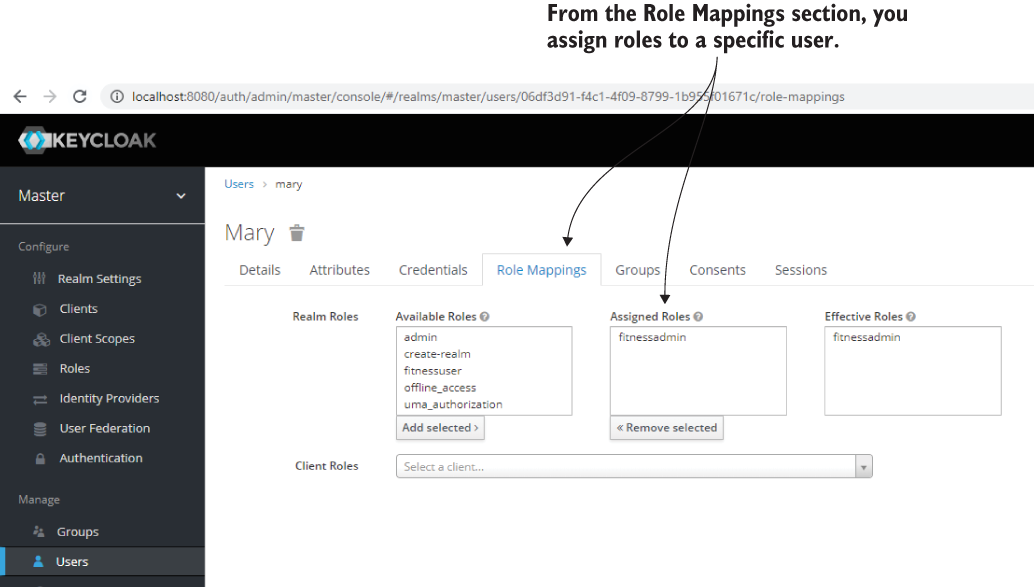 From the Role Mappings section, you
assign roles to a specific user.
localhost:8080/auth/admin/master/console/#/realms/master/users/06df3d91-f4c1-4f09-8799-1b955f01671c/role-mappings
KEYCLOAK
Master
Users > mary
Configure
Mary
Realm Settings
Details Attributes Credentials Role Mappings Groups Consents Sessions
Clients
Realm Roles Available Roles Assigned Roles Effective Roles
admin fitnessadmin fitnessadmin
Client Scopes
create-realm
Roles
fitnessuser
offline_access
Identity Providers
uma_authorization
User Federation
Add selected > « Remove selected
Authentication
Client Roles Select a client...
Manage
Groups
Users